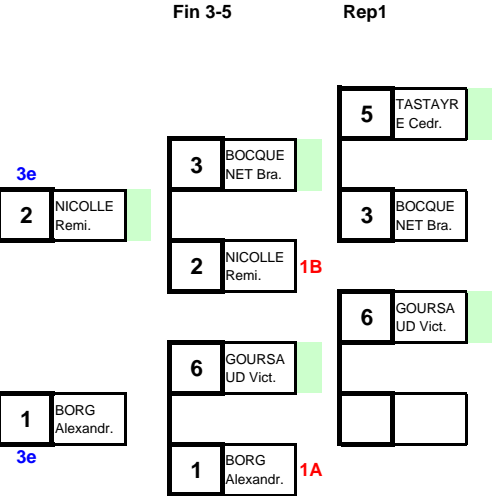 Fin 3-5
Rep1
5
TASTAYR
E Cedr.
3
BOCQUE
NET Bra.
3e
2
NICOLLE
Remi.
3
BOCQUE
NET Bra.
2
NICOLLE
Remi.
1B
6
GOURSA
UD Vict.
6
GOURSA
UD Vict.
1
BORG
Alexandr.
3e
1
BORG
Alexandr.
1A